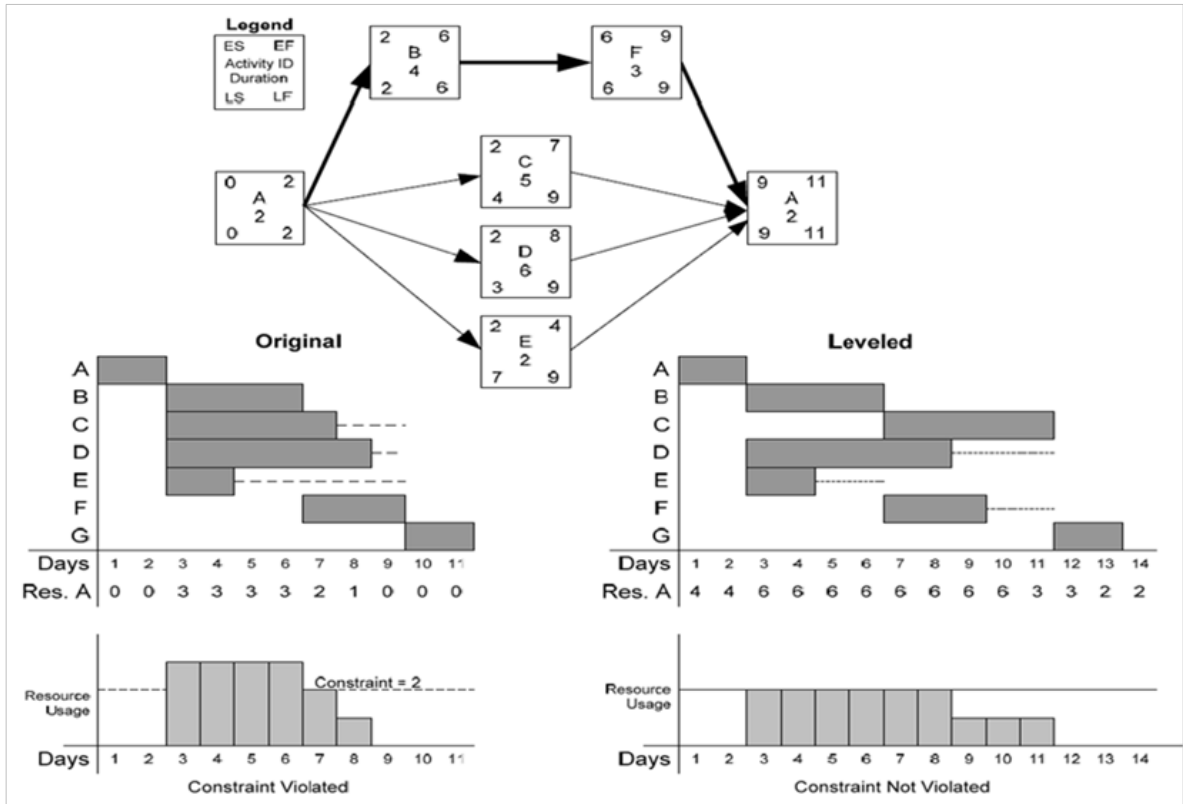 Legend
ES EF
Activity ID
Duration
LS LF
2 6
B
4
2 6
6 9
F
3
6 9
0 2
A
2
0 2
2 7
C
5
4 9
2 8
D
6
3 9
2 4
E
2
7 9
9 11
A
2
9 11
Original
A
B
C
D
E
F
G
Days 1 2 3 4 5 6 7 8 9 10 11
Res. A 0 0 3 3 3 3 2 1 0 0 0
Constraint = 2
Resource
Usage
Days 1 2 3 4 5 6 7 8 9 10 11
Constraint Violated
Leveled
A
B
C
D
E
F
G
Days 1 2 3 4 5 6 7 8 9 10 11 12 13 14
Res. A 4 4 6 6 6 6 6 6 6 6 3 3 2 2
Resource
Usage
Days 1 2 3 4 5 6 7 8 9 10 11 12 13 14
Constraint Not Violated